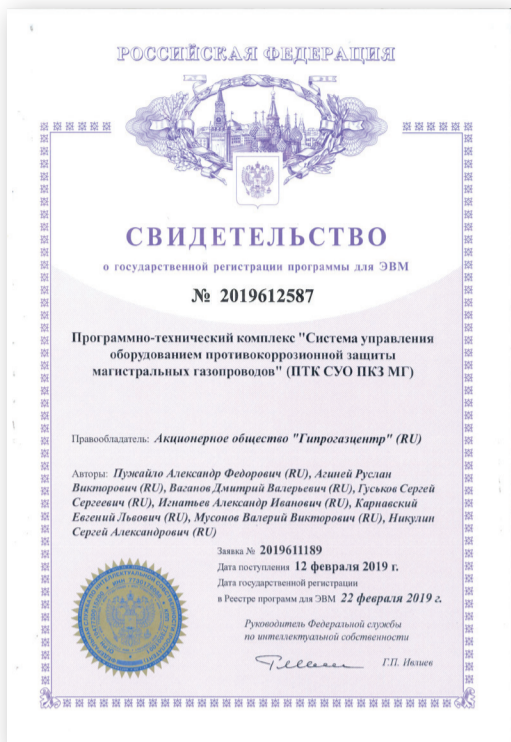 РОССИЙСКАЯ ФЕДЕРАЦИЯ
СВИДЕТЕЛЬСТВО
о государственной регистрации программы для ЭВМ
№ 2019612587
Программно-технический комплекс "Система управления
оборудованием противокоррозионной защиты
магистральных газопроводов" (ПТК СУО ПКЗ МГ)
Правообладатель: Акционерное общество "Гипрогазцентр" (RU)
Авторы: Пужайло Александр Федорович (RU), Агиней Руслан
Викторович (RU), Ваганов Дмитрий Валерьевич (RU), Гуськов Сергей
Сергеевич (RU), Игнатьев Александр Иванович (RU), Карнавский
Евгений Львович (RU), Мусонов Валерий Викторович (RU), Никулин
Сергей Александрович (RU)
Заявка № 2019611189
Дата поступления 12 февраля 2019 г.
Дата государственной регистрации
в Реестре программ для ЭВМ 22 февраля 2019 г.
Руководитель Федеральной службы
по интеллектуальной собственности
Г.П. Ивлиев